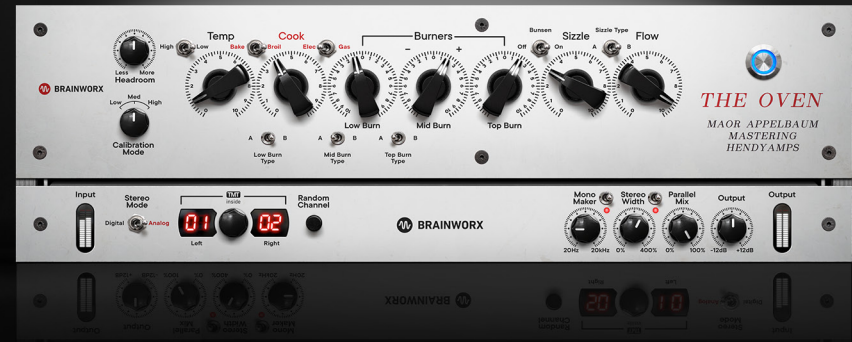 Temp
Cook
Burners
Sizzle
Flow
Bunsen
Sizzle Type
High
Low
Bake
Broil
Elec
Gas
-
+
Off
On
A
B
Less
More
Headroom
BRAINWORX
Low
Med
High
Calibration
Mode
0
10
Low Burn
Mid Burn
Top Burn
A
B
A
B
A
B
Low Burn
Type
Mid Burn
Type
Top Burn
Type
THE OVEN
MAOR APPELBAUM
MASTERING
HENDYAMPS
Input
Stereo
Mode
Digital
Analog
TMT
inside
01
02
Left
Right
Random
Channel
BRAINWORX
Mono
Maker
Stereo
Width
Parallel
Mix
Output
20Hz
20kHz
0%
400%
0%
100%
-12dB
+12dB
Output